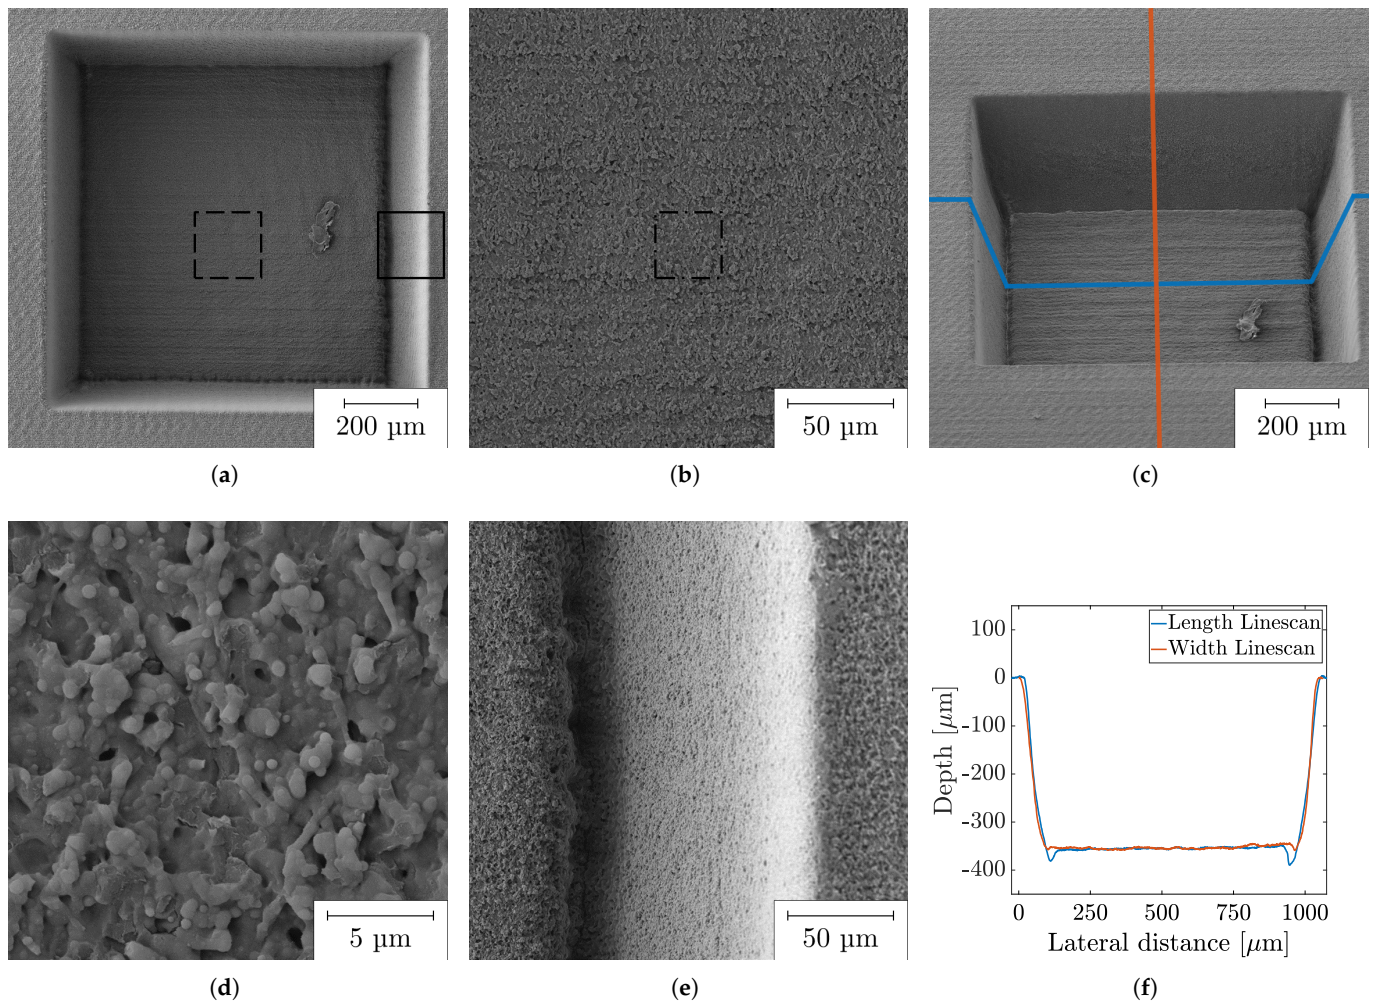 200 µm
50 µm
200 µm
(a)
(b)
(c)
5 µm
50 µm
Length Linescan
Width Linescan
100
0
-100
-200
-300
-400
Depth [µm]
0
250
500
750
1000
Lateral distance [µm]
(d)
(e)
(f)